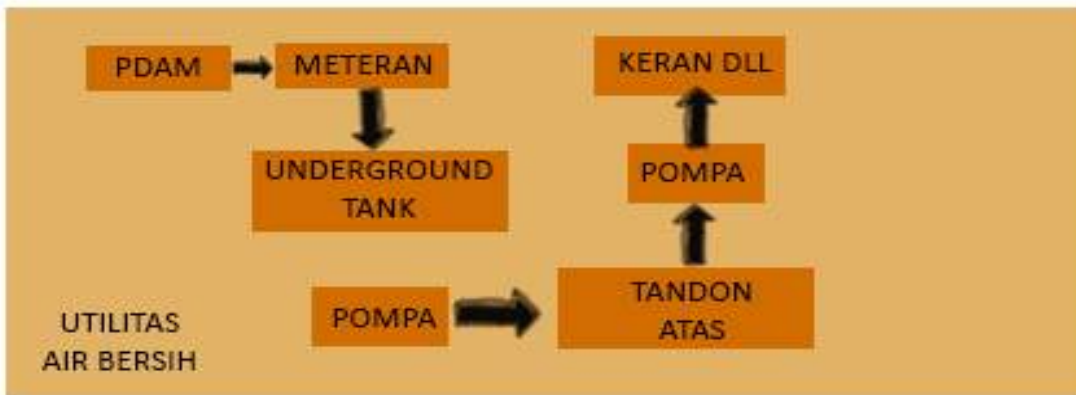 PDAM
METERAN
UNDERGROUND
TANK
POMPA
TANDON
ATAS
POMPA
KERAN DLL
UTILITAS
AIR BERSIH